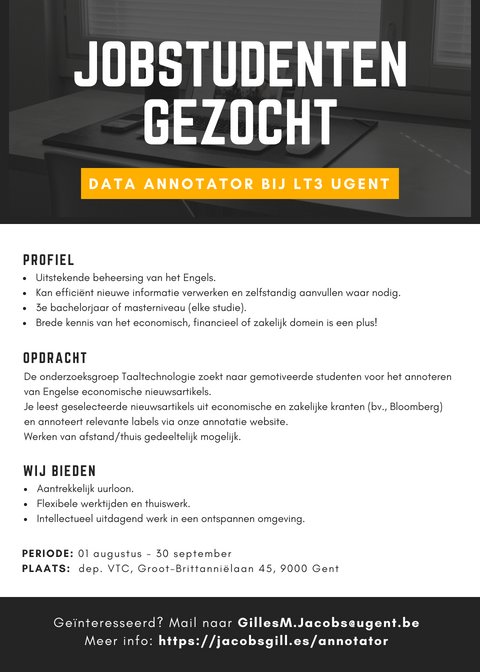 JOBSTUDENTEN
GEZOCHT
DATA ANNOTATOR BIJ LT3 UGENT
PROFIEL
• Uitstekende beheersing van het Engels.
• Kan efficiënt nieuwe informatie verwerken en zelfstandig aanvullen waar nodig.
• 3e bachelorjaar of masterniveau (elke studie).
• Brede kennis van het economisch, financieel of zakelijk domein is een plus!
OPDRACHT
De onderzoeksgroep Taaltechnologie zoekt naar gemotiveerde studenten voor het annoteren
van Engelse economische nieuwsartikels.
Je leest geselecteerde nieuwsartikels uit economische en zakelijke kranten (bv., Bloomberg)
en annoteert relevante labels via onze annotatie website.
Werken van afstand/thuis gedeeltelijk mogelijk.
WIJ BIEDEN
• Aantrekkelijk uurloon.
• Flexibele werktijden en thuiswerk.
• Intellectueel uitdagend werk in een ontspannen omgeving.
PERIODE: 01 augustus - 30 september
PLAATS: dep. VTC, Groot-Brittanniëlaan 45, 9000 Gent
Geïnteresseerd? Mail naar GillesM.Jacobs@ugent.be
Meer info: https://jacobsgill.es/annotator